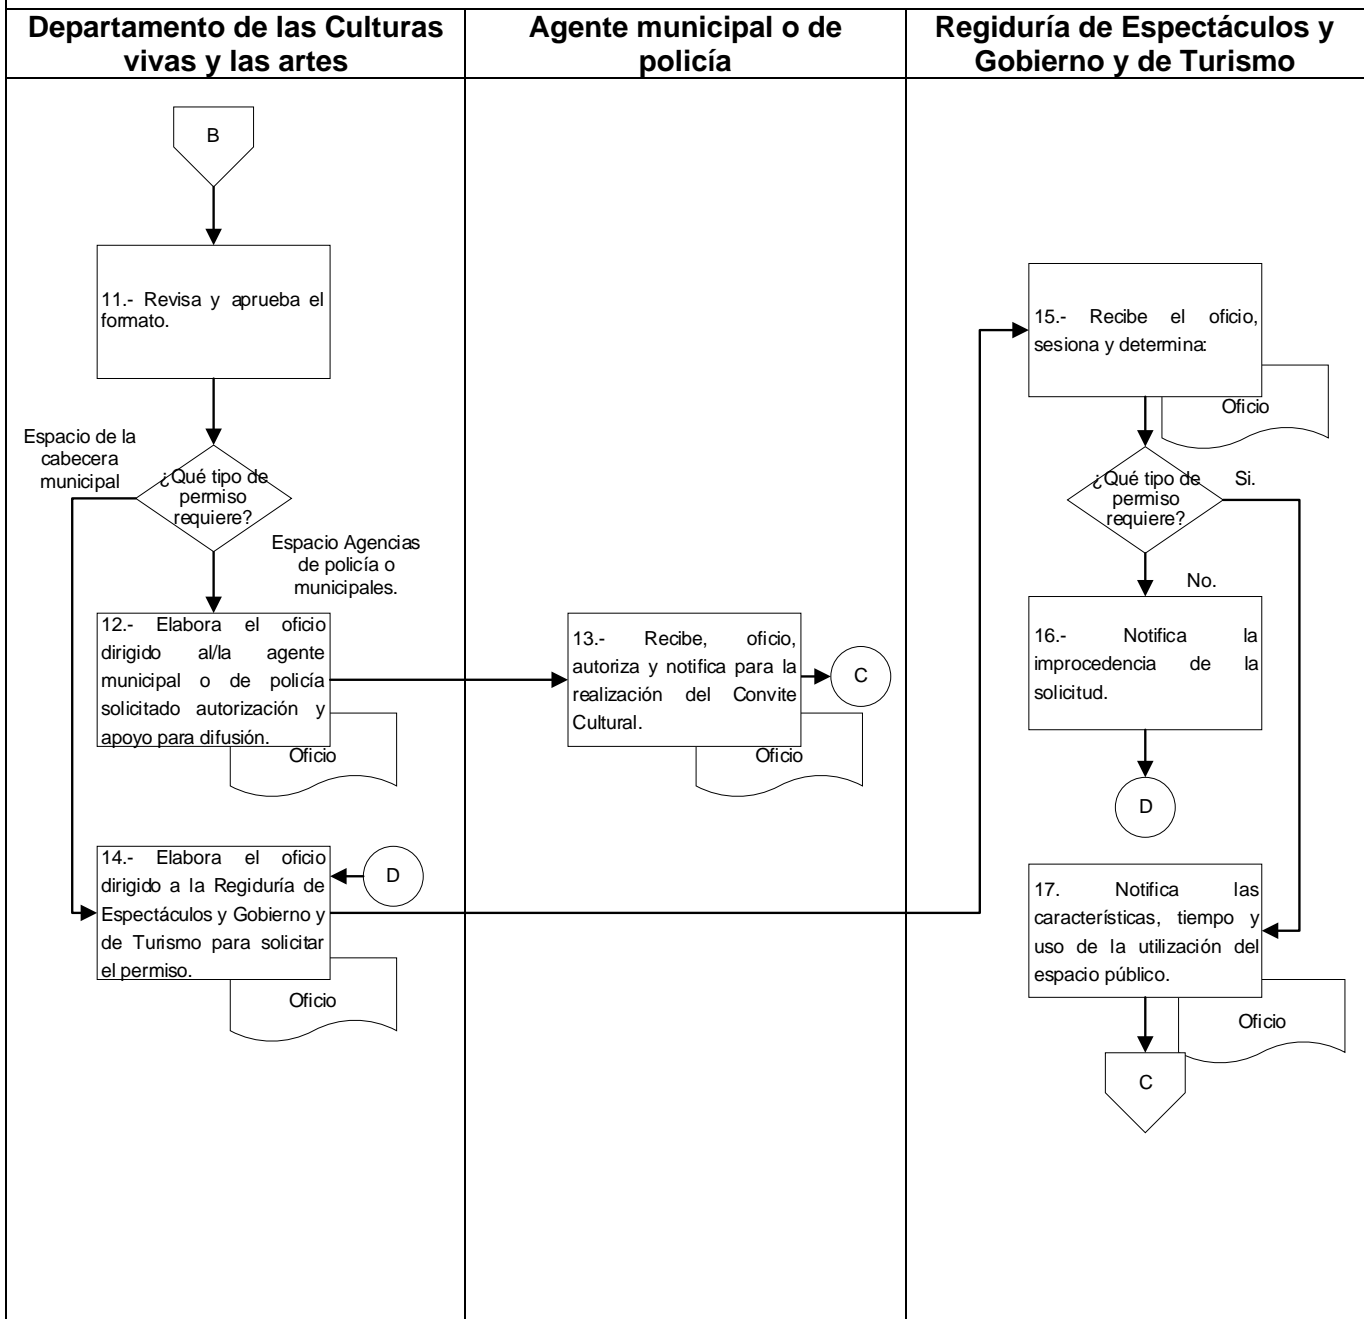 Departamento de las Culturas
vivas y las artes
Agente municipal o de
policía
Regiduría de Espectáculos y
Gobierno y de Turismo
B
11.- Revisa y aprueba el
formato.
Espacio de la
cabecera
municipal
¿Qué tipo de
permiso
requiere?
Espacio Agencias
de policía o
municipales.
12.- Elabora el oficio
dirigido al/la agente
municipal o de policía
solicitado autorización y
apoyo para difusión.
Oficio
14.- Elabora el oficio
dirigido a la Regiduría de
Espectáculos y Gobierno y
de Turismo para solicitar
el permiso.
D
Oficio
13.- Recibe, oficio,
autoriza y notifica para la
realización del Convite
Cultural.
C
Oficio
15.- Recibe el oficio,
sesiona y determina:
Oficio
¿Qué tipo de
permiso
requiere?
Si.
No.
16.- Notifica la
improcedencia de la
solicitud.
D
17. Notifica las
características, tiempo y
uso de la utilización del
espacio público.
Oficio
C